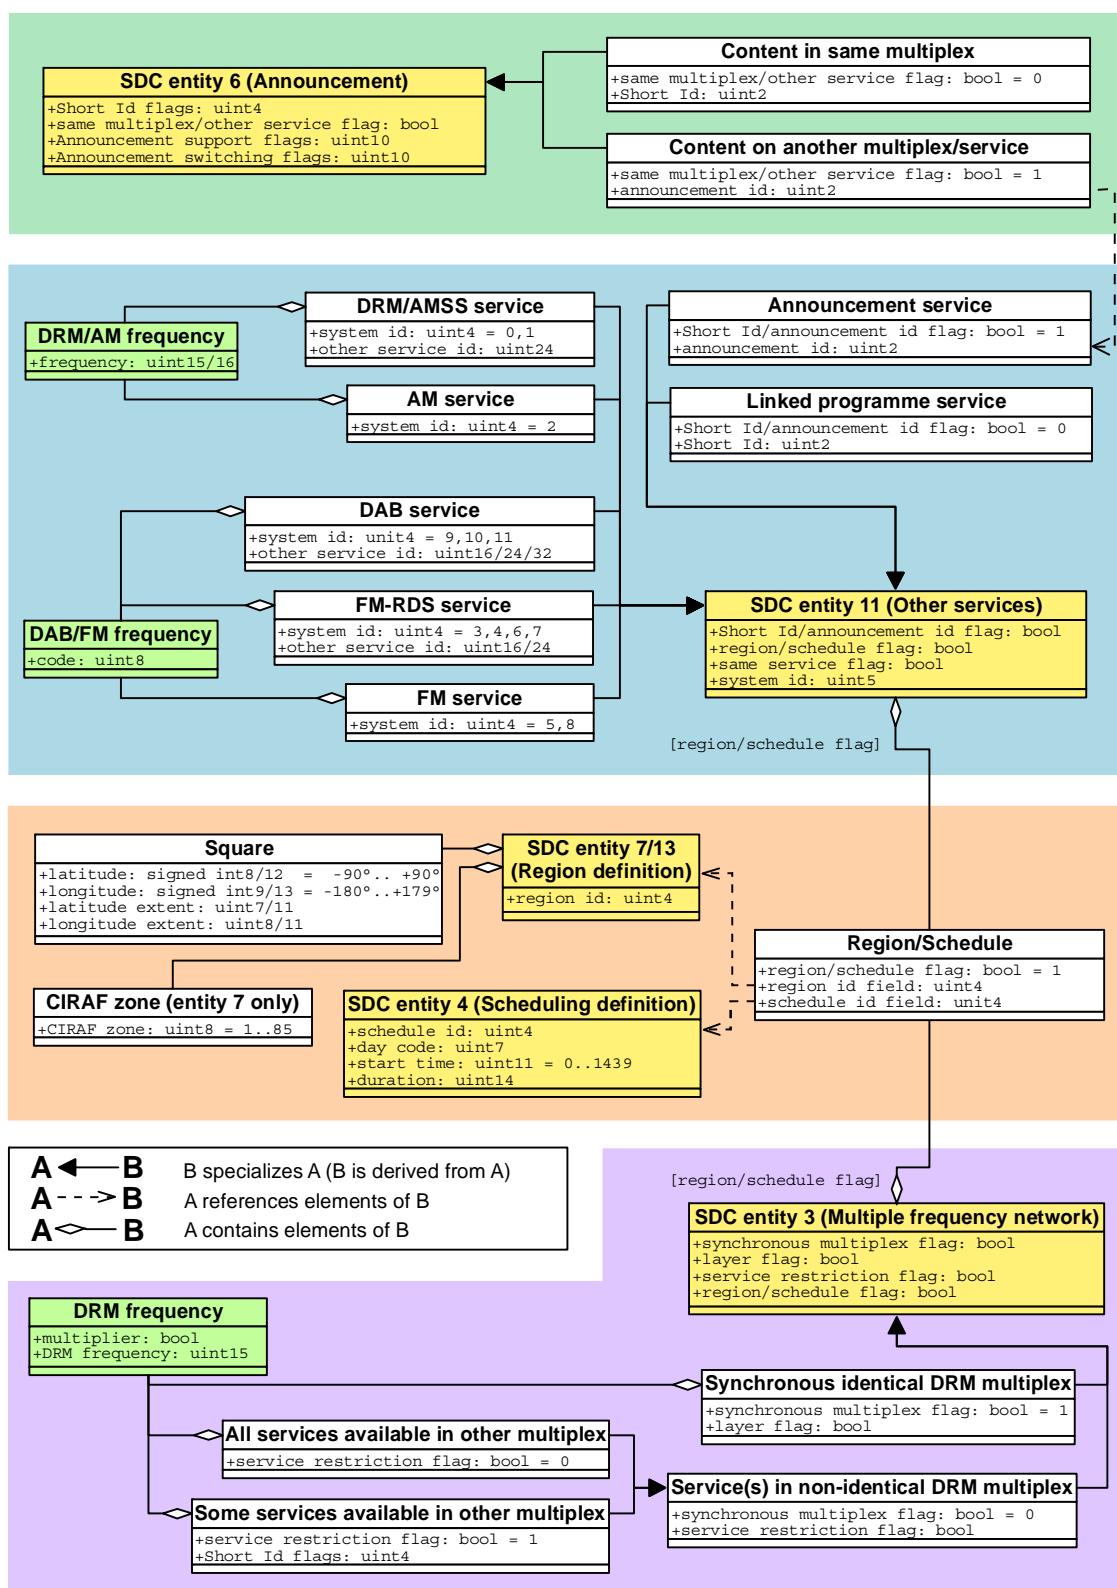 Content in same multiplex
+same multiplex/other service flag: bool = 0
+Short Id: uint2
SDC entity 6 (Announcement)
+Short Id flags: uint4
+same multiplex/other service flag: bool
+Announcement support flags: uint10
+Announcement switching flags: uint10
Content on another multiplex/service
+same multiplex/other service flag: bool = 1
+announcement id: uint2
DRM/AMSS service
+system id: uint4 = 0,1
+other service id: uint24
Announcement service
+Short Id/announcement id flag: bool = 1
+announcement id: uint2
DRM/AM frequency
+frequency: uint15/16
AM service
+system id: uint4 = 2
Linked programme service
+Short Id/announcement id flag: bool = 0
+Short Id: uint2
DAB service
+system id: unit4 = 9,10,11
+other service id: uint16/24/32
FM-RDS service
+system id: uint4 = 3,4,6,7
+other service id: uint16/24
SDC entity 11 (Other services)
+Short Id/announcement id flag: bool
+region/schedule flag: bool
+same service flag: bool
+system id: uint5
DAB/FM frequency
+code: uint8
FM service
+system id: uint4 = 5,8
[region/schedule flag]
Square
+latitude: signed int8/12  =  -90°.. +90°
+longitude: signed int9/13 = -180°..+179°
+latitude extent: uint7/11
+longitude extent: uint8/11
SDC entity 7/13
(Region definition)
+region id: uint4
Region/Schedule
+region/schedule flag: bool = 1
+region id field: uint4
+schedule id field: unit4
CIRAF zone (entity 7 only)
+CIRAF zone: uint8 = 1..85
SDC entity 4 (Scheduling definition)
+schedule id: uint4
+day code: uint7
+start time: uint11 = 0..1439
+duration: uint14
A B B specializes A (B is derived from A)
A B A references elements of B
A B A contains elements of B
[region/schedule flag]
SDC entity 3 (Multiple frequency network)
+synchronous multiplex flag: bool
+layer flag: bool
+service restriction flag: bool
+region/schedule flag: bool
DRM frequency
+multiplier: bool
+DRM frequency: uint15
Synchronous identical DRM multiplex
+synchronous multiplex flag: bool = 1
+layer flag: bool
All services available in other multiplex
+service restriction flag: bool = 0
Service(s) in non-identical DRM multiplex
+synchronous multiplex flag: bool = 0
+service restriction flag: bool
Some services available in other multiplex
+service restriction flag: bool = 1
+Short Id flags: uint4